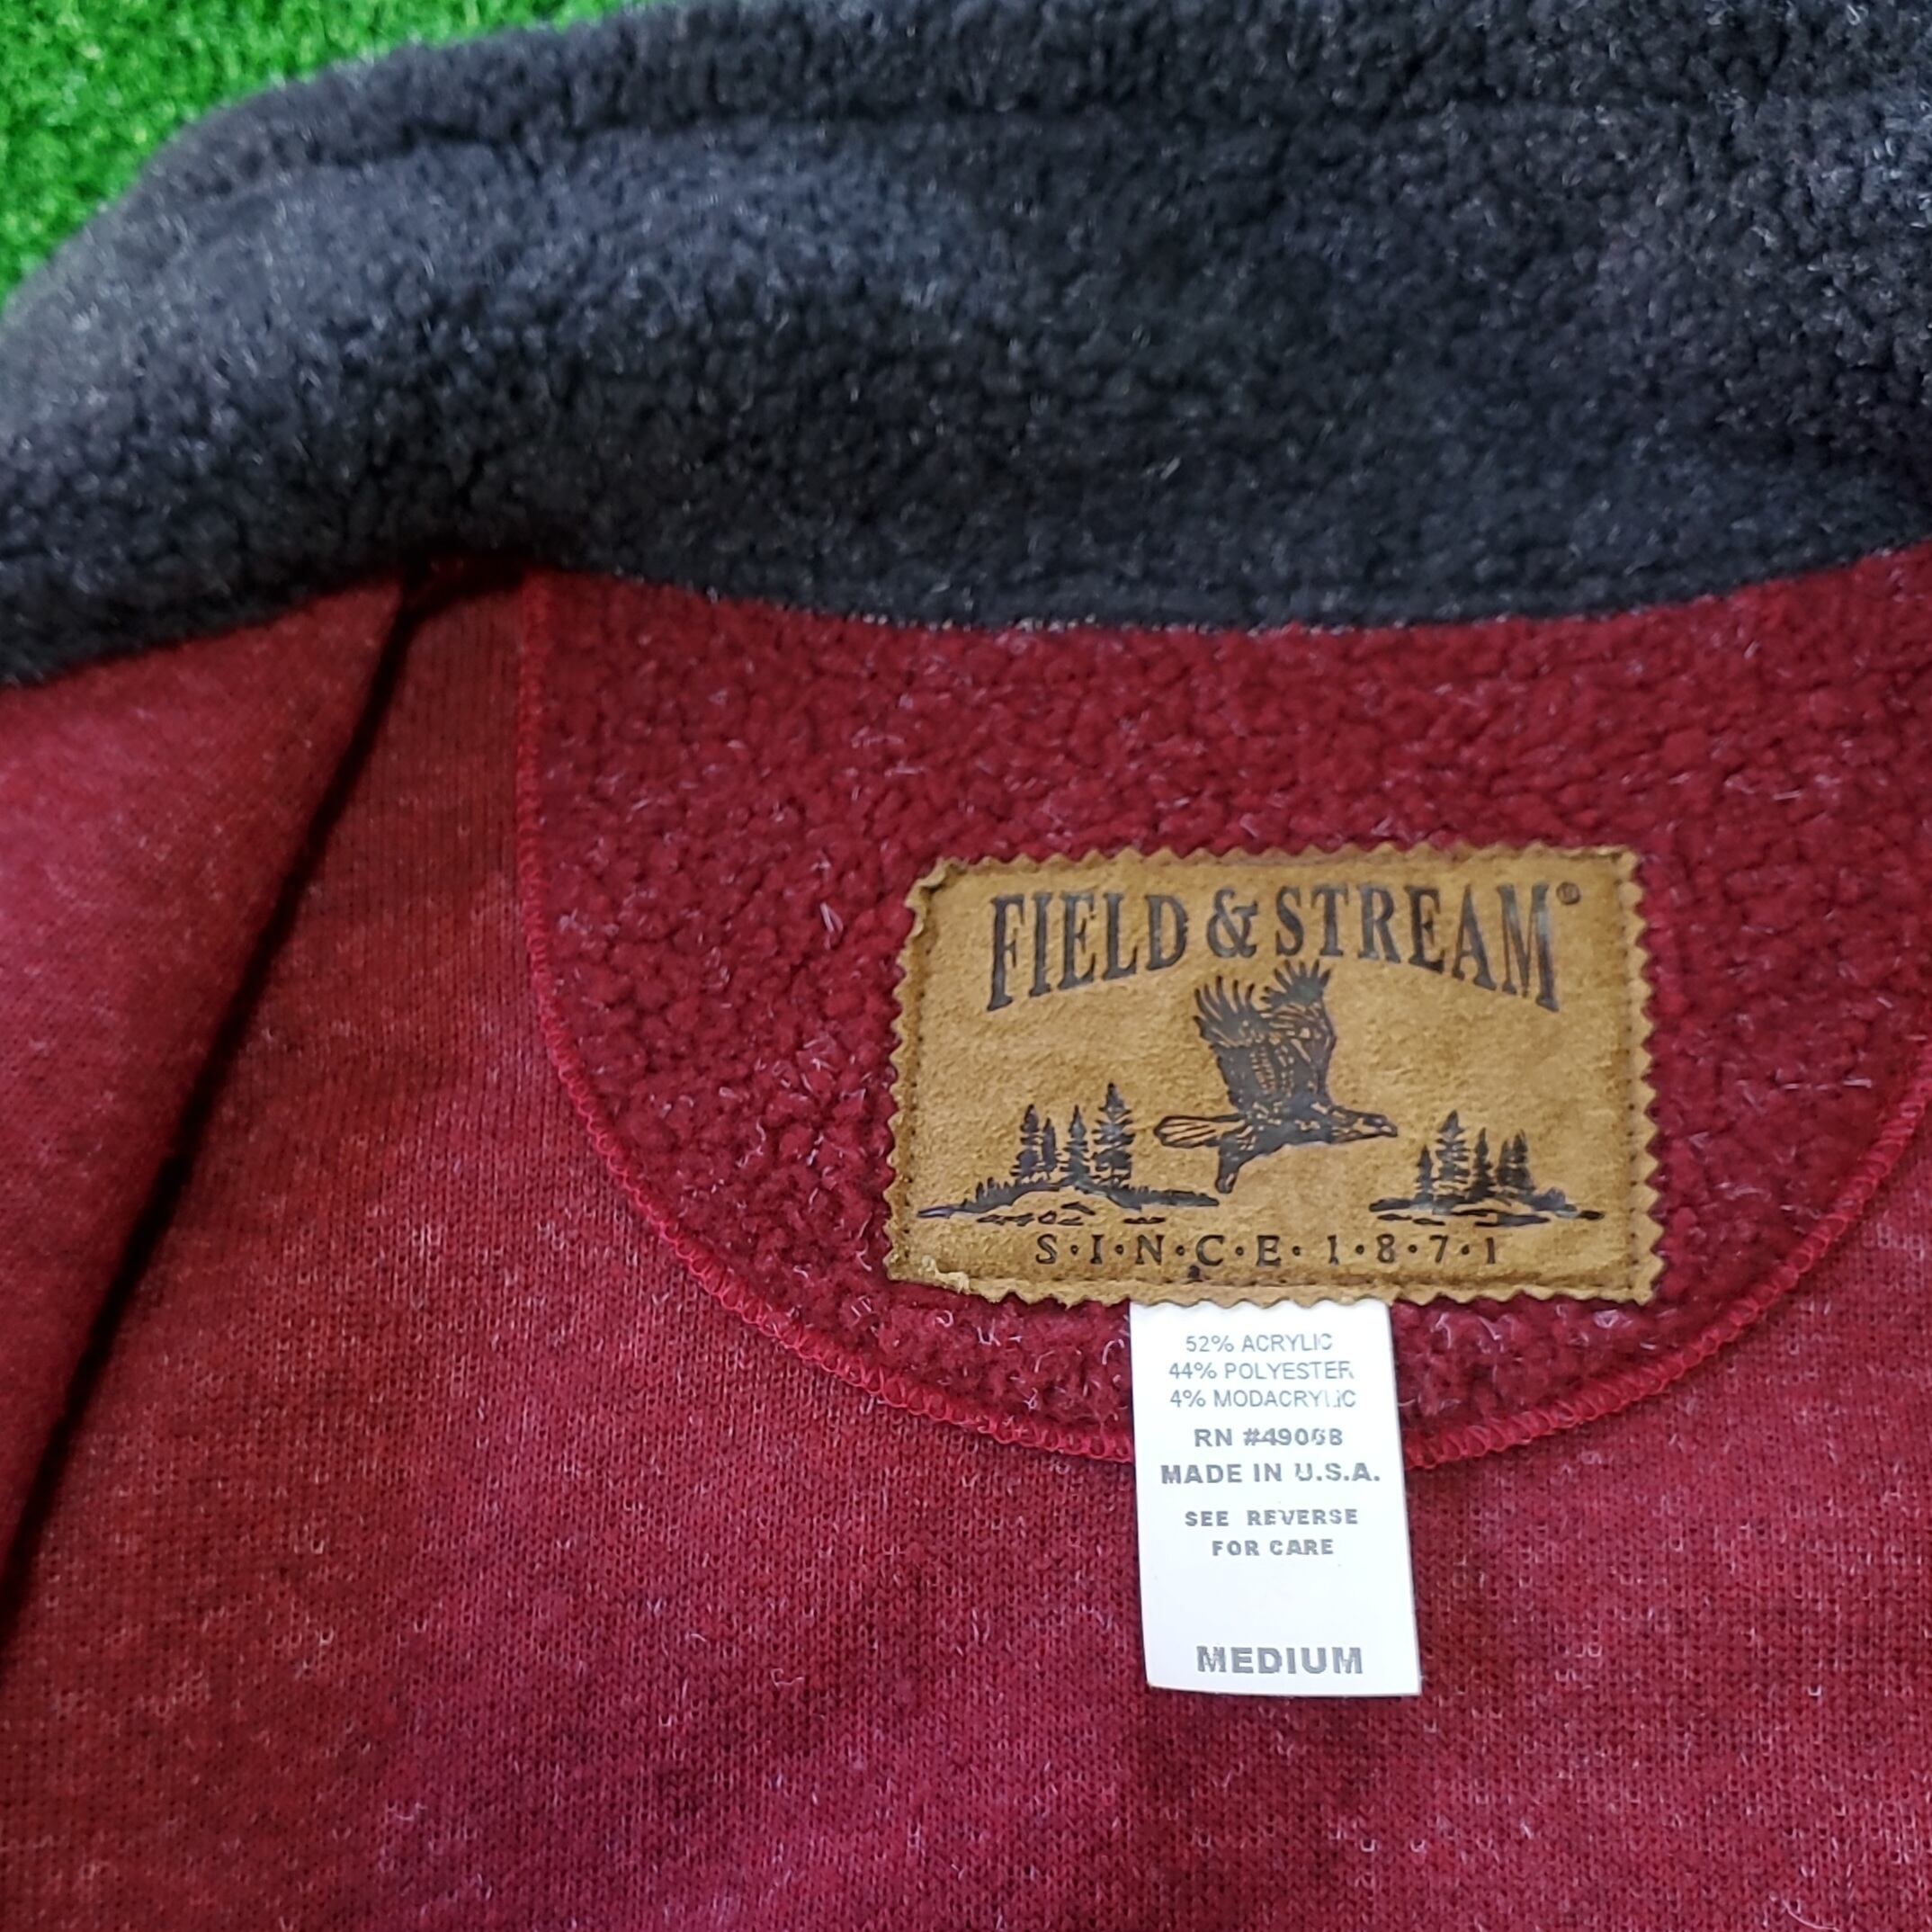 FIELD & STREAM®
S·I·N·C·E·1·8·7·1
52% ACRYLIC
44% POLYESTER
4% MODACRYLIC
RN #49068
MADE IN U.S.A.
SEE REVERSE
FOR CARE
MEDIUM